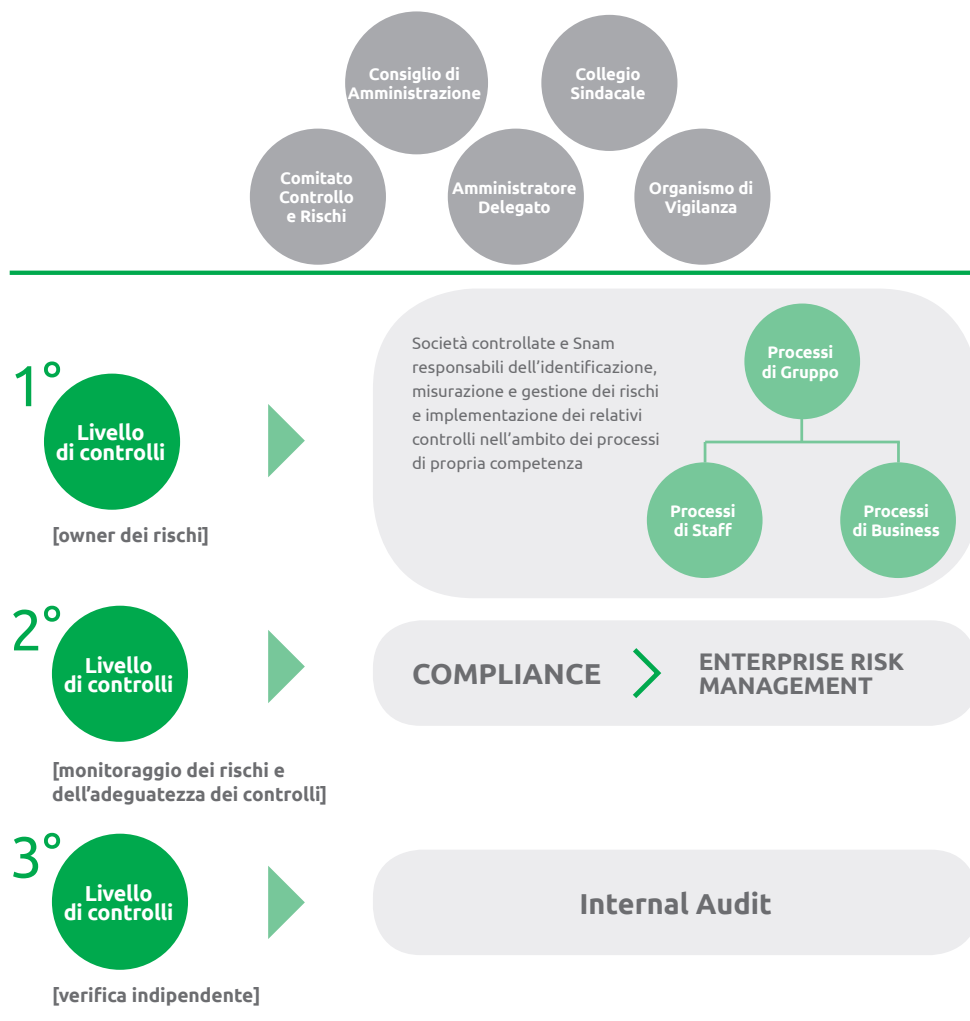 Consiglio di
Amministrazione
Collegio
Sindacale
Comitato
Controllo
e Rischi
Amministratore
Delegato
Organismo di
Vigilanza
1°
Livello
di controlli
[owner dei rischi]
Società controllate e Snam
responsabili dell’identificazione,
misurazione e gestione dei rischi
e implementazione dei relativi
controlli nell’ambito dei processi
di propria competenza
Processi
di Gruppo
Processi
di Staff
Processi
di Business
2°
Livello
di controlli
[monitoraggio dei rischi e
dell’adeguatezza dei controlli]
COMPLIANCE
ENTERPRISE RISK
MANAGEMENT
3°
Livello
di controlli
[verifica indipendente]
Internal Audit